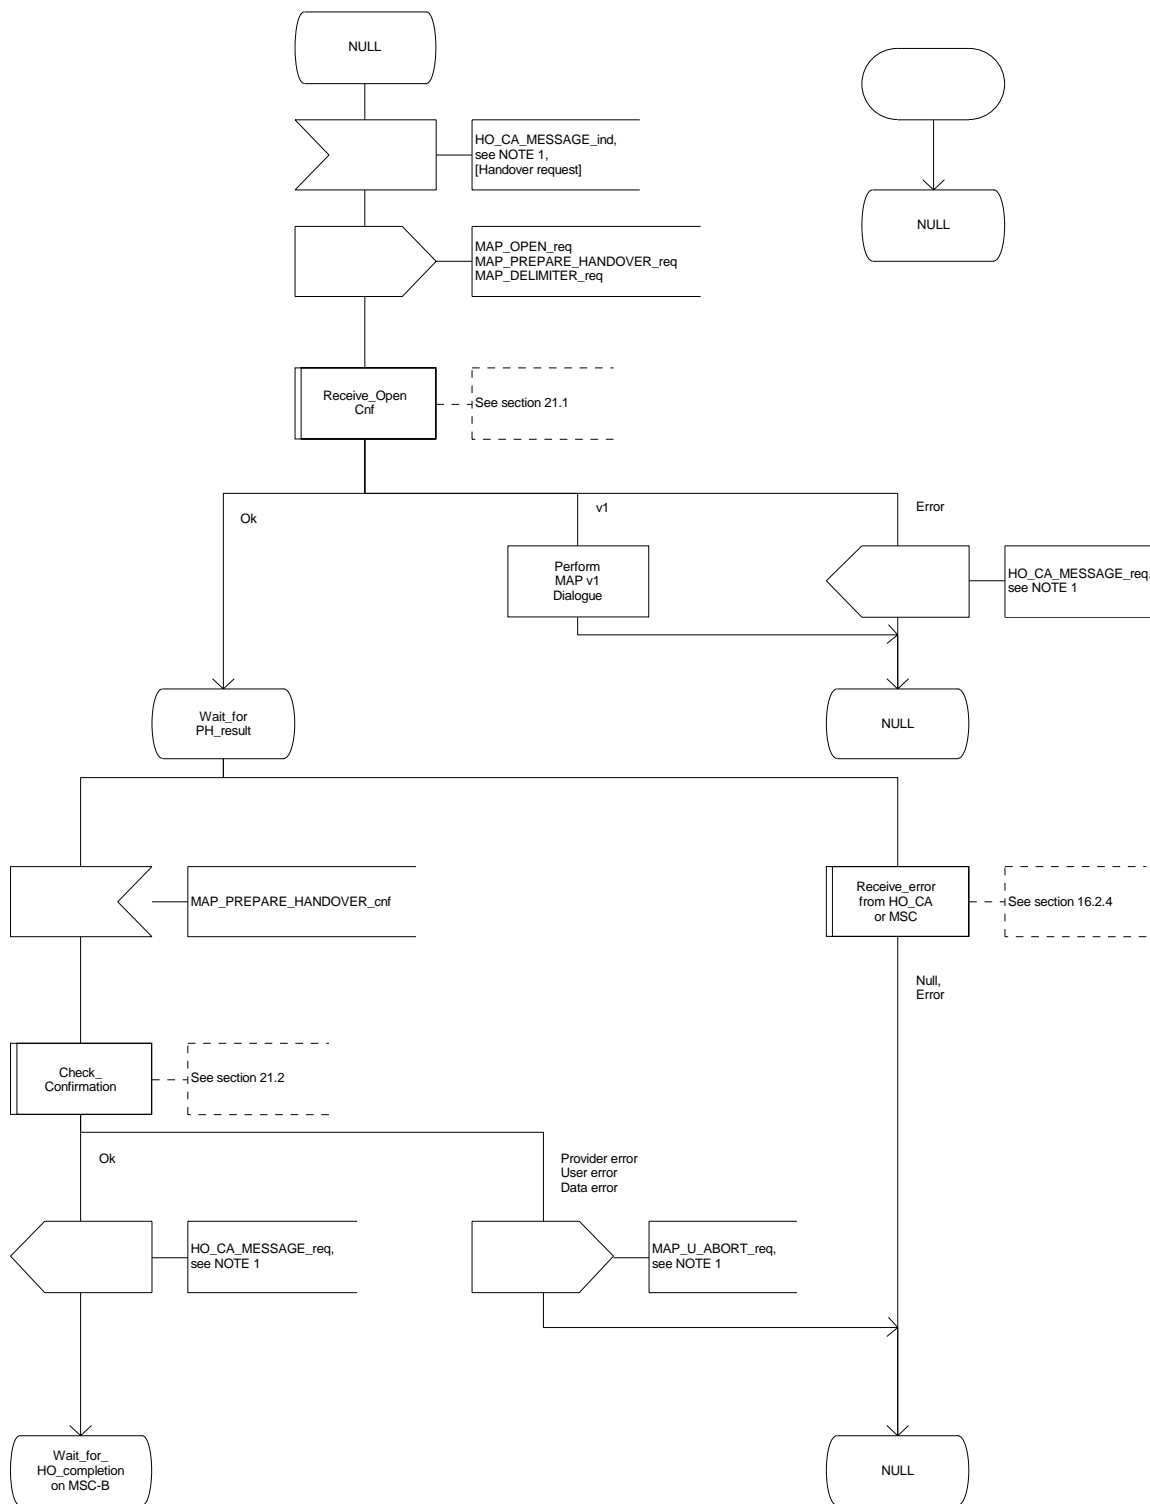 NULL
HO_CA_MESSAGE_ind,
see NOTE 1,
[Handover request]
NULL
MAP_OPEN_req
MAP_PREPARE_HANDOVER_req
MAP_DELIMITER_req
Receive_Open
Cnf
See section 21.1
Ok
v1
Error
Perform
MAP v1
Dialogue
HO_CA_MESSAGE_req,
see NOTE 1
Wait_for
PH_result
NULL
MAP_PREPARE_HANDOVER_cnf
Receive_error
from HO_CA
or MSC
See section 16.2.4
Null,
Error
Check_
Confirmation
See section 21.2
Ok
Provider error
User error
Data error
HO_CA_MESSAGE_req,
see NOTE 1
MAP_U_ABORT_req,
see NOTE 1
Wait_for_
HO_completion
on MSC-B
NULL